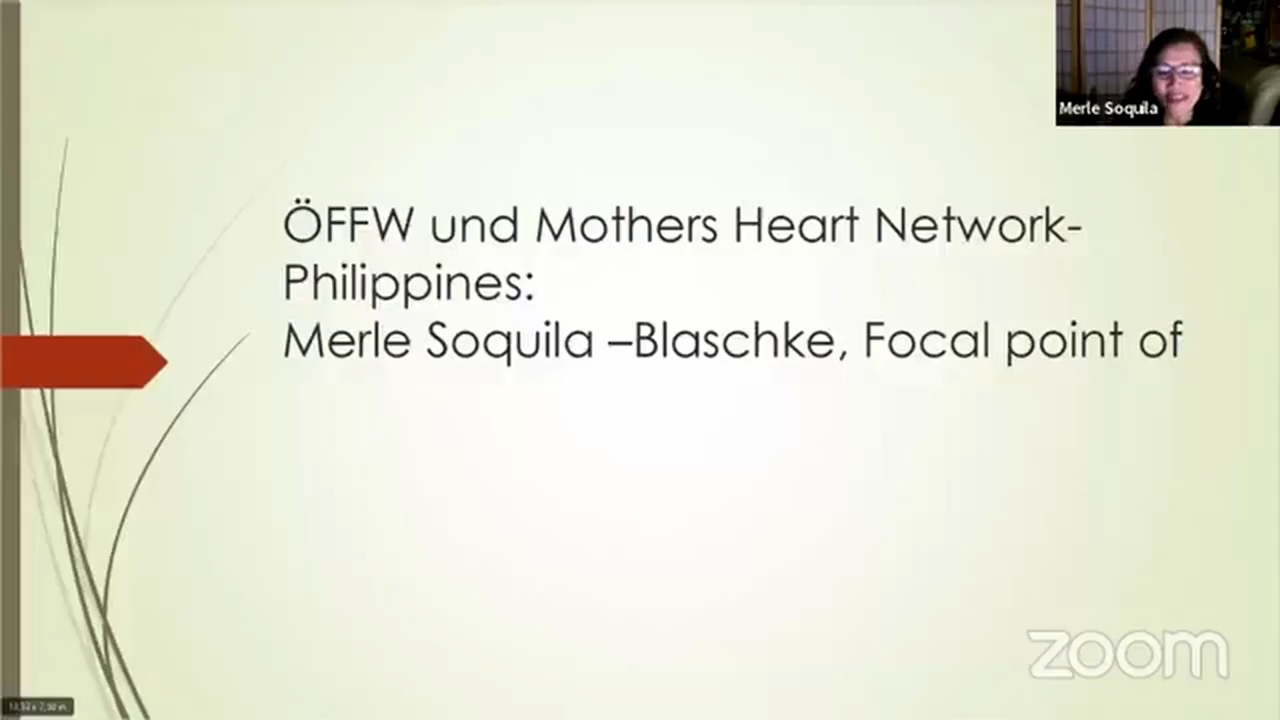 Merle Soquila
ÖFFW und Mothers Heart Network-
Philippines:
Merle Soquila –Blaschke, Focal point of
zoom